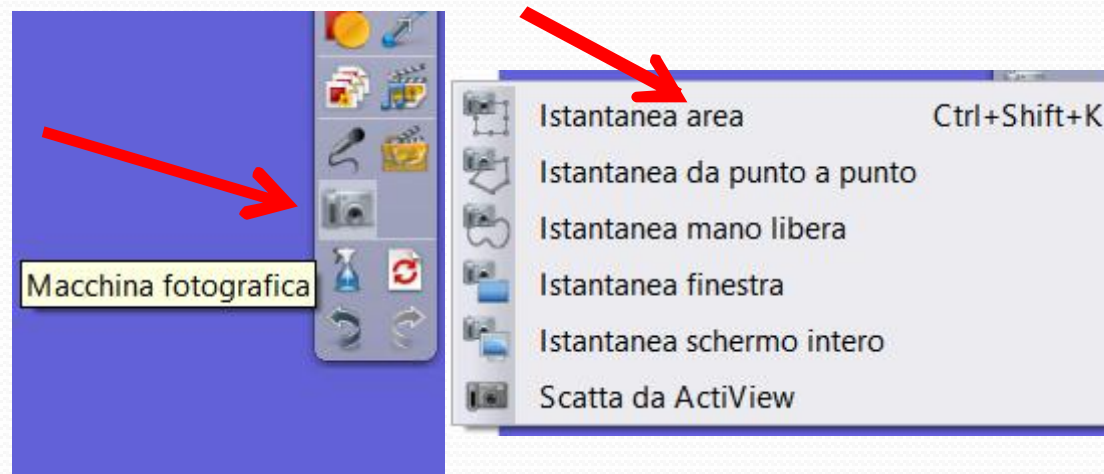 Macchina fotografica
Istantanea area Ctrl+Shift+K
Istantanea da punto a punto
Istantanea mano libera
Istantanea finestra
Istantanea schermo intero
Scatta da ActiView